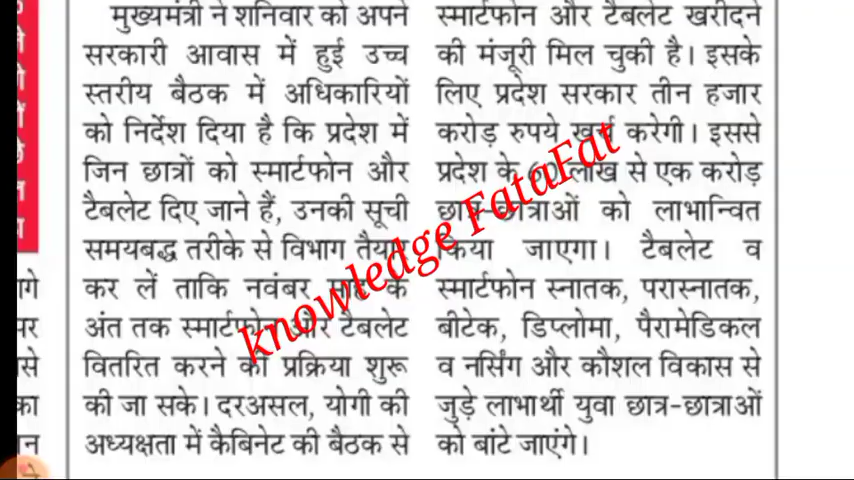 मुख्यमंत्री ने शनिवार को अपने
सरकारी आवास में हुई उच्च
स्तरीय बैठक में अधिकारियों
को निर्देश दिया है कि प्रदेश में
जिन छात्रों को स्मार्टफोन और
टैबलेट दिए जाने हैं, उनकी सूची
समयबद्ध तरीके से विभाग तैयार
कर लें ताकि नवंबर माह के
अंत तक स्मार्टफोन और टैबलेट
वितरित करने की प्रक्रिया शुरू
की जा सके। दरअसल, योगी की
अध्यक्षता में कैबिनेट की बैठक से
स्मार्टफोन और टैबलेट खरीदने
की मंजूरी मिल चुकी है। इसके
लिए प्रदेश सरकार तीन हजार
करोड़ रुपये खर्च करेगी। इससे
प्रदेश के 60 लाख से एक करोड़
छात्र-छात्राओं को लाभान्वित
किया जाएगा। टैबलेट व
स्मार्टफोन स्नातक, परास्नातक,
बीटेक, डिप्लोमा, पैरामेडिकल
व नर्सिंग और कौशल विकास से
जुड़े लाभार्थी युवा छात्र-छात्राओं
को बांटे जाएंगे।
knowledge FataFat